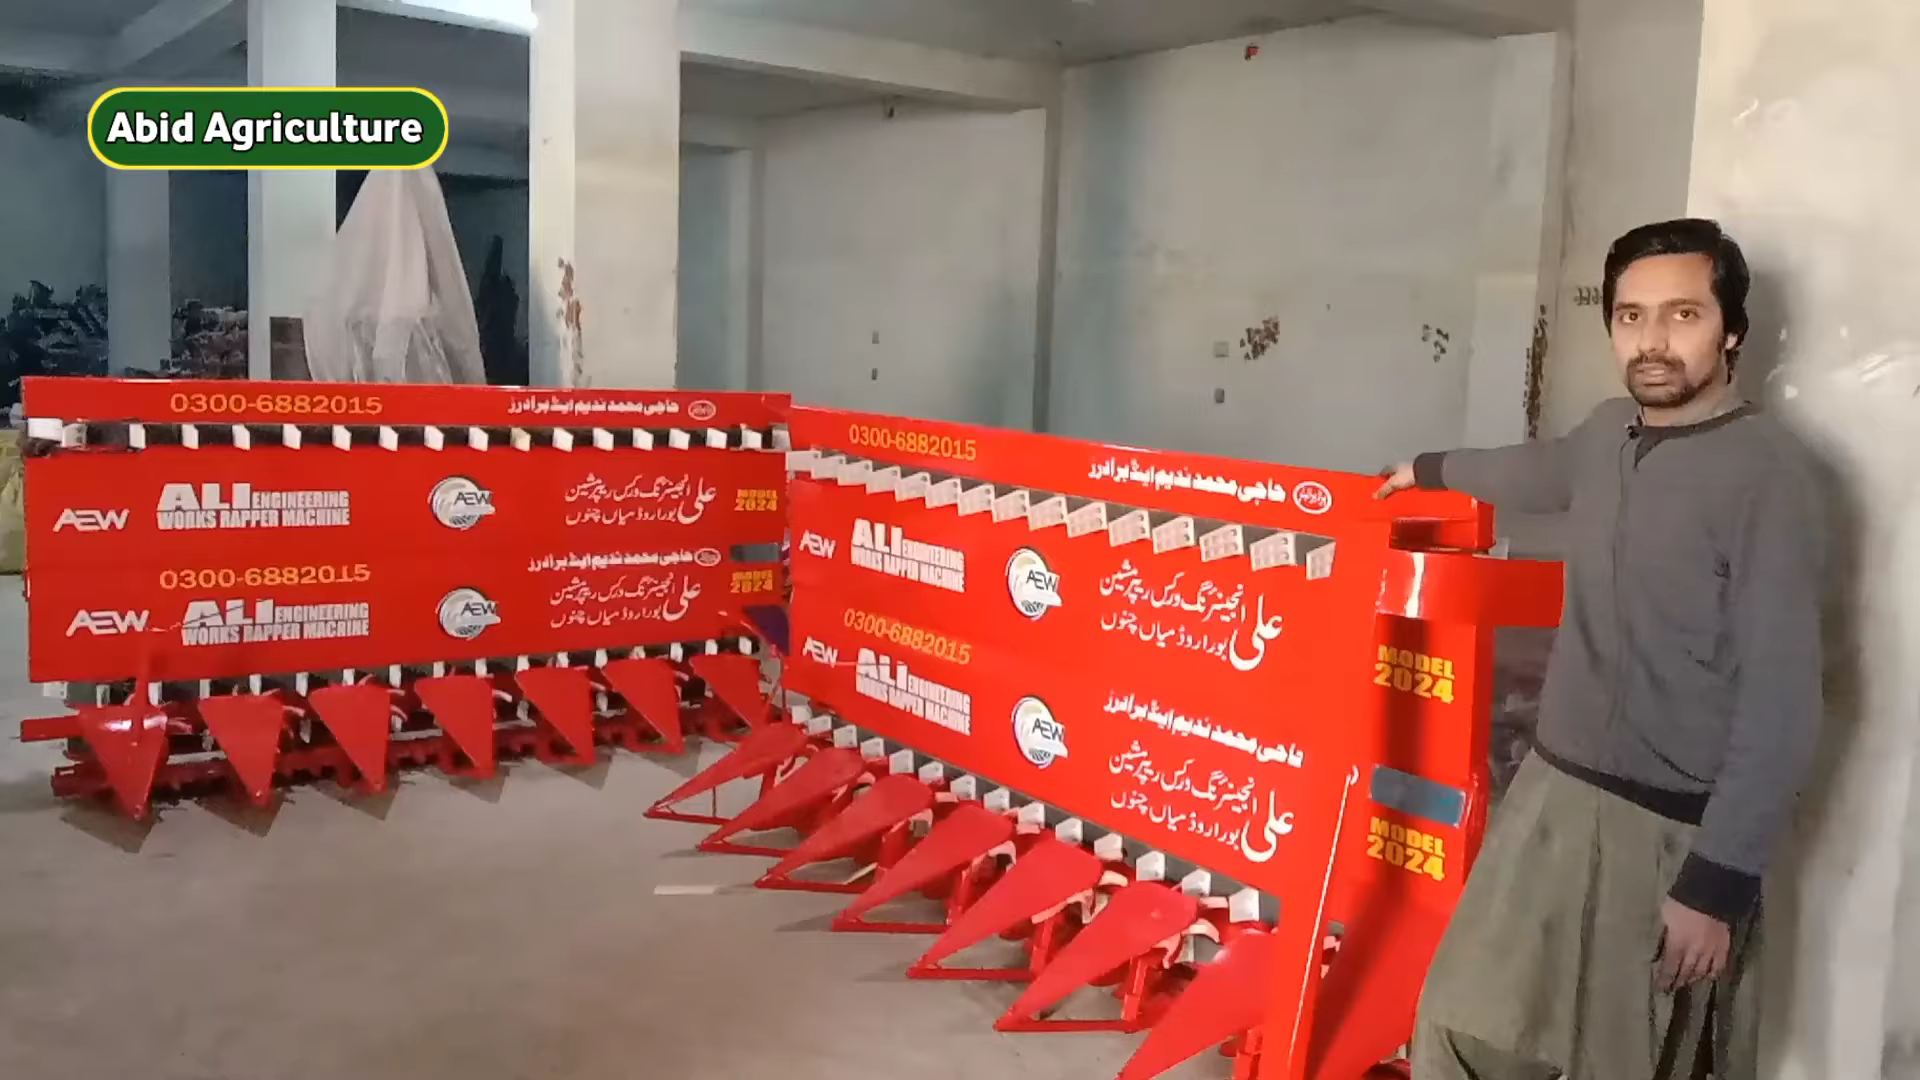 Abid Agriculture
0300-6882015
حاجی محمد ندیم اینڈ برادرز
AEW
ALI ENGINEERING
WORKS RAPPER MACHINE
AEW
علی انجینئرنگ ورکس ریپر مشین
بورا روڈ میاں چنوں
MODEL
2024
0300-6882015
حاجی محمد ندیم اینڈ برادرز
AEW
ALI ENGINEERING
WORKS RAPPER MACHINE
AEW
علی انجینئرنگ ورکس ریپر مشین
بورا روڈ میاں چنوں
MODEL
2024
0300-6882015
حاجی محمد ندیم اینڈ برادرز
AEW
ALI ENGINEERING
WORKS RAPPER MACHINE
AEW
علی انجینئرنگ ورکس ریپر مشین
بورا روڈ میاں چنوں
MODEL
2024
0300-6882015
حاجی محمد ندیم اینڈ برادرز
AEW
ALI ENGINEERING
WORKS RAPPER MACHINE
AEW
علی انجینئرنگ ورکس ریپر مشین
بورا روڈ میاں چنوں
MODEL
2024